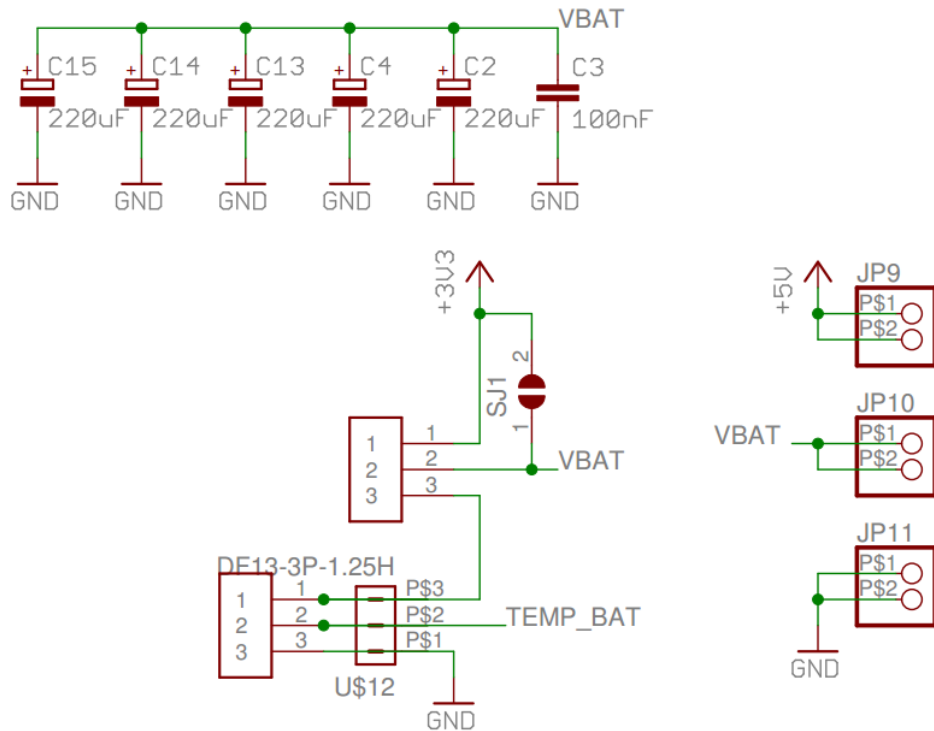 VBAT
+ C15 + C14 + C13 + C4 + C2 C3
220uF 220uF 220uF 220uF 220uF 100nF
GND GND GND GND GND GND
+3V3
2
SJ1
1
1 1
2 2 VBAT
3 3
DF13-3P-1.25H
1 1 P$3
2 2 P$2 TEMP_BAT
3 3 P$1
U$12
GND
+5V JP9
P$1
P$2
JP10
VBAT P$1
P$2
JP11
P$1
P$2
GND